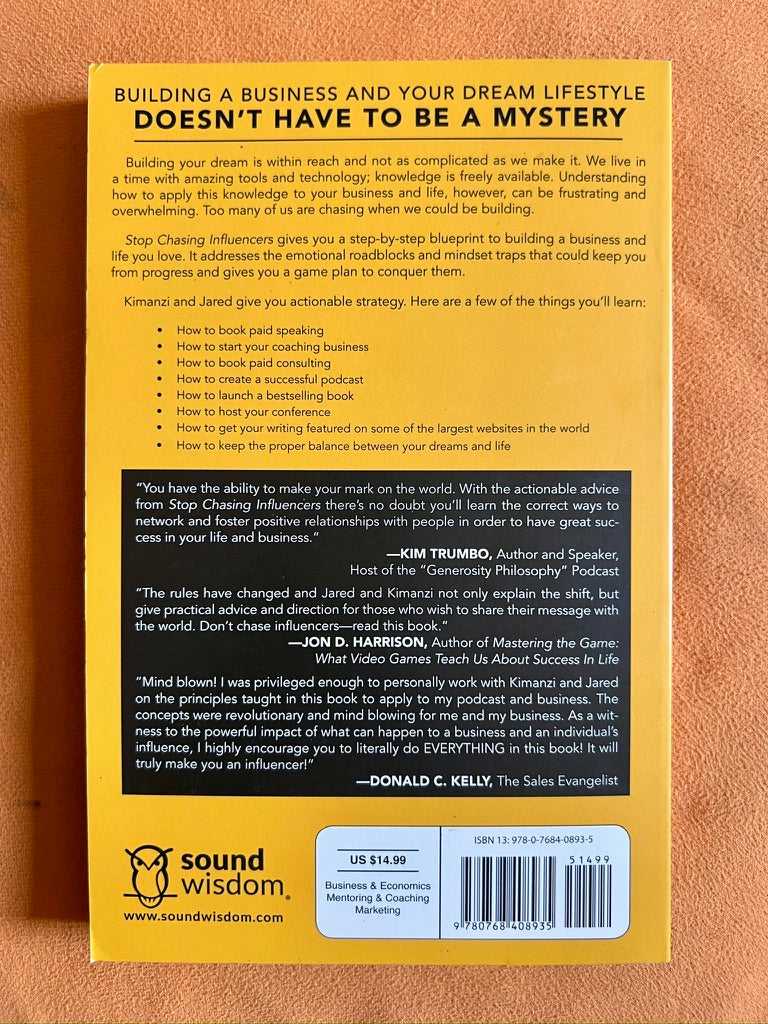 BUILDING A BUSINESS AND YOUR DREAM LIFESTYLE
DOESN'T HAVE TO BE A MYSTERY
Building your dream is within reach and not as complicated as we make it. We live in
a time with amazing tools and technology; knowledge is freely available. Understanding
how to apply this knowledge to your business and life, however, can be frustrating and
overwhelming. Too many of us are chasing when we could be building.
Stop Chasing Influencers gives you a step-by-step blueprint to building a business and
life you love. It addresses the emotional roadblocks and mindset traps that could keep you
from progress and gives you a game plan to conquer them.
Kimanzi and Jared give you actionable strategy. Here are a few of the things you'll learn:
• How to book paid speaking
• How to start your coaching business
• How to book paid consulting
• How to create a successful podcast
• How to launch a bestselling book
• How to host your conference
• How to get your writing featured on some of the largest websites in the world
• How to keep the proper balance between your dreams and life
"You have the ability to make your mark on the world. With the actionable advice
from Stop Chasing Influencers there's no doubt you'll learn the correct ways to
network and foster positive relationships with people in order to have great suc-
cess in your life and business."
—KIM TRUMBO, Author and Speaker,
Host of the "Generosity Philosophy" Podcast
"The rules have changed and Jared and Kimanzi not only explain the shift, but
give practical advice and direction for those who wish to share their message with
the world. Don't chase influencers—read this book."
—JON D. HARRISON, Author of Mastering the Game:
What Video Games Teach Us About Success In Life
"Mind blown! I was privileged enough to personally work with Kimanzi and Jared
on the principles taught in this book to apply to my podcast and business. The
concepts were revolutionary and mind blowing for me and my business. As a wit-
ness to the powerful impact of what can happen to a business and an individual's
influence, I highly encourage you to literally do EVERYTHING in this book! It will
truly make you an influencer!"
—DONALD C. KELLY, The Sales Evangelist
sound
wisdom.
www.soundwisdom.com
US $14.99
Business & Economics
Mentoring & Coaching
Marketing
ISBN 13: 978-0-7684-0893-5
51499
9 780768 408935